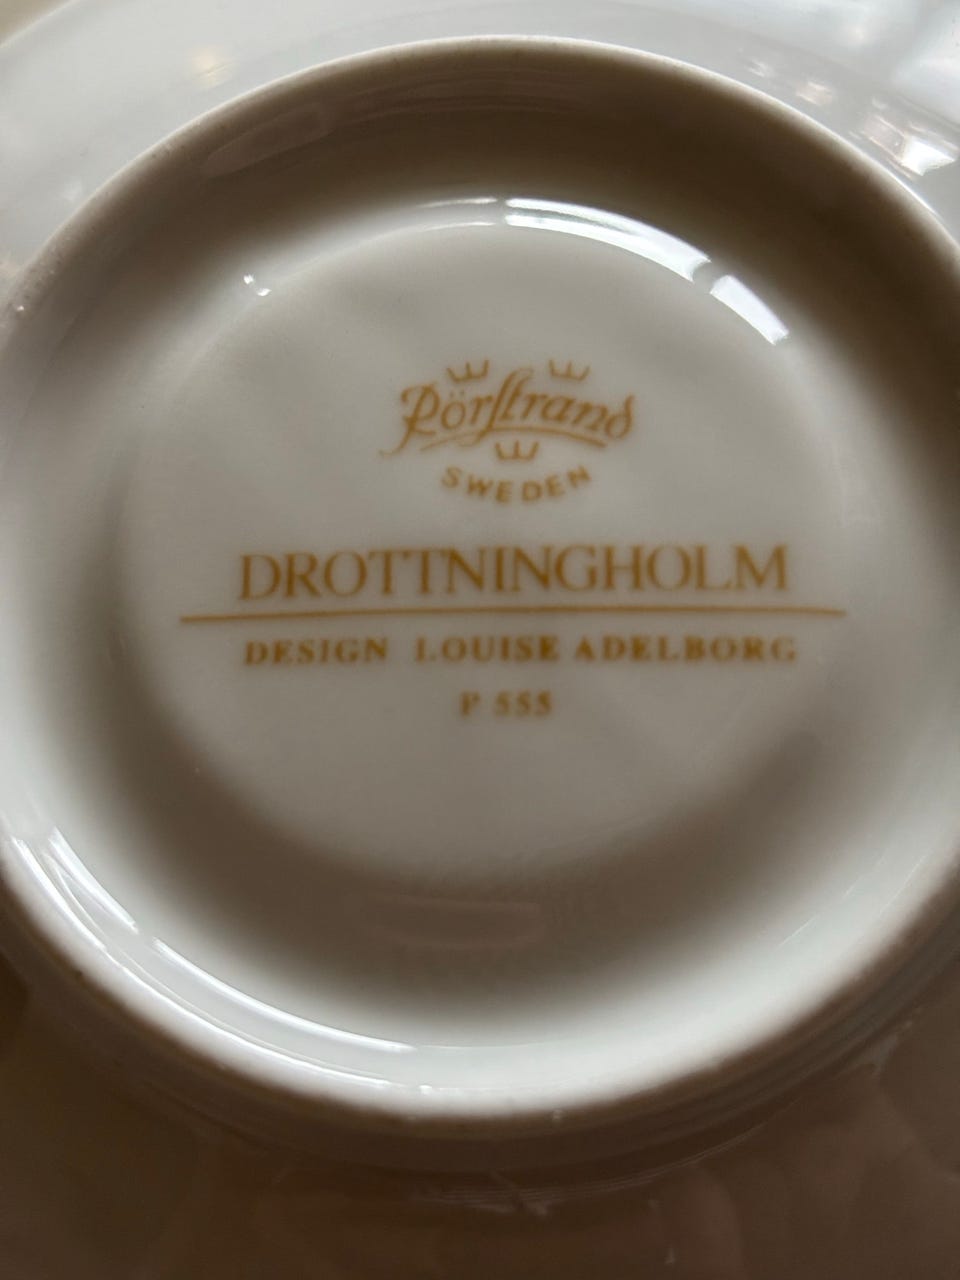 Rörstrand
SWEDEN
DROTTNINGHOLM
DESIGN LOUISE ADELBORG
P 555